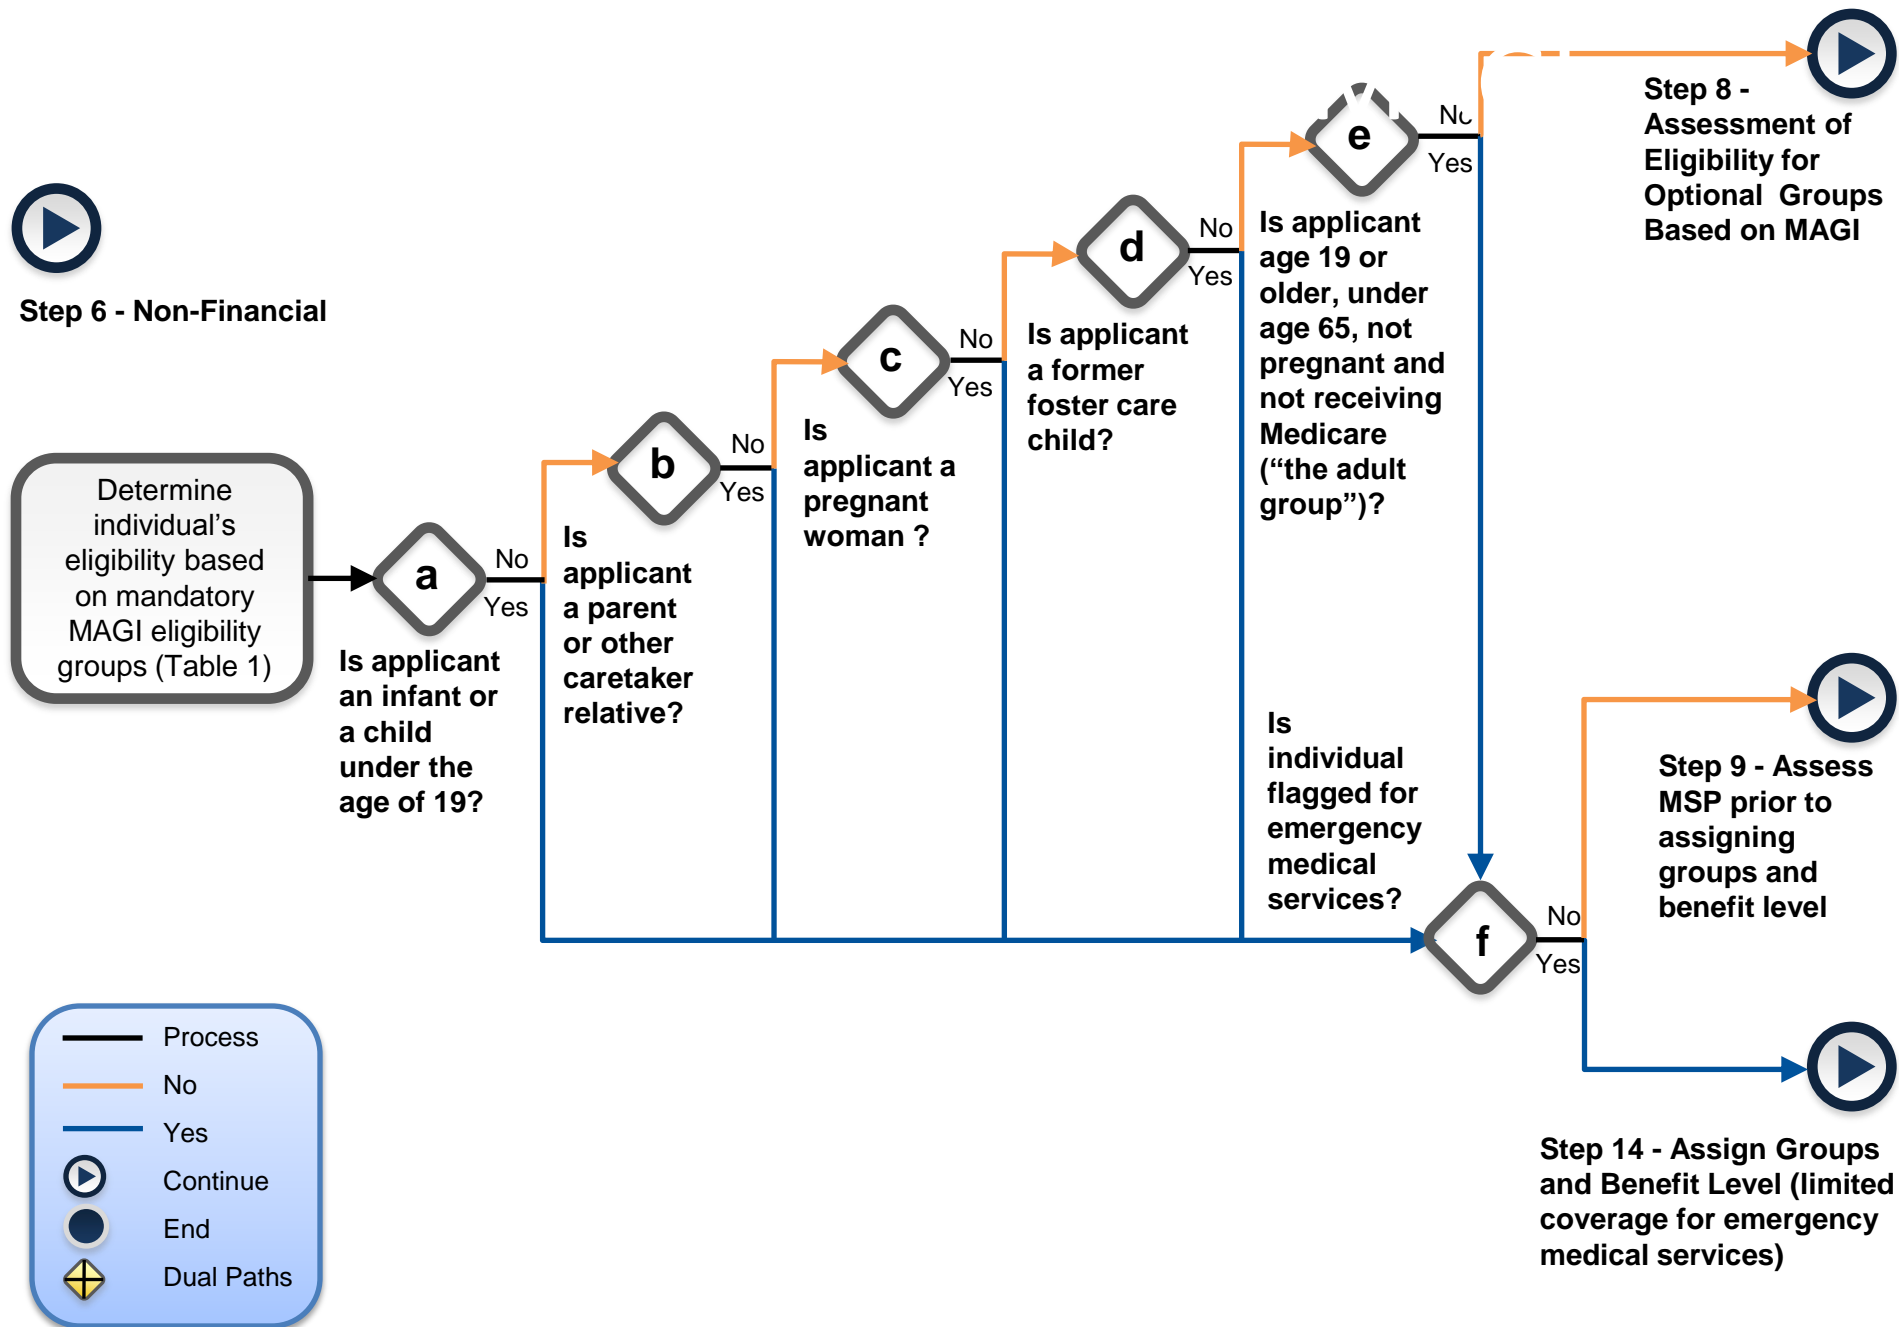 Step 6 - Non-Financial
Determine
individual’s
eligibility based
on mandatory
MAGI eligibility
groups (Table 1)
a
No
Yes
Is applicant
an infant or
a child
under the
age of 19?
b
No
Yes
Is
applicant
a parent
or other
caretaker
relative?
c
No
Yes
Is
applicant a
pregnant
woman ?
d
No
Yes
Is applicant
a former
foster care
child?
e
No
Yes
Is applicant
age 19 or
older, under
age 65, not
pregnant and
not receiving
Medicare
(“the adult
group”)?
Step 8 -
Assessment of
Eligibility for
Optional Groups
Based on MAGI
Is
individual
flagged for
emergency
medical
services?
f
No
Yes
Step 9 - Assess
MSP prior to
assigning
groups and
benefit level
Step 14 - Assign Groups
and Benefit Level (limited
coverage for emergency
medical services)
Process
No
Yes
Continue
End
Dual Paths